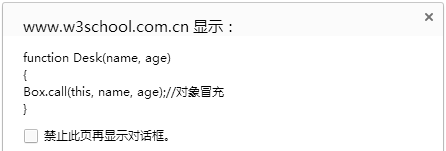 www.w3school.com.cn 显示：
function Desk(name, age)
{
Box.call(this, name, age);//对象冒充
}
禁止此页再显示对话框。